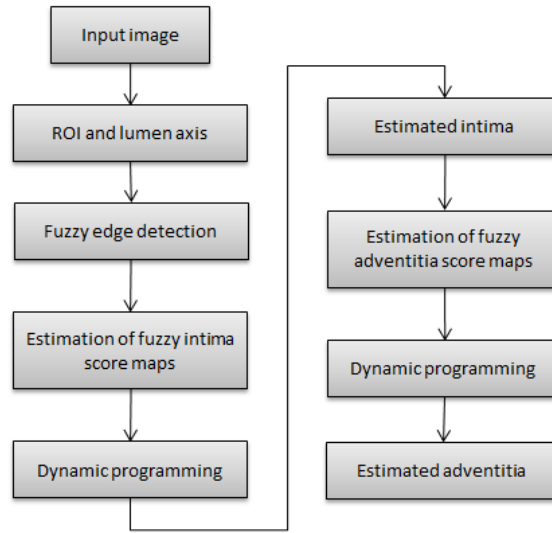 Input image
ROI and lumen axis
Fuzzy edge detection
Estimation of fuzzy intima
score maps
Dynamic programming
Estimated intima
Estimation of fuzzy
adventitia score maps
Dynamic programming
Estimated adventitia